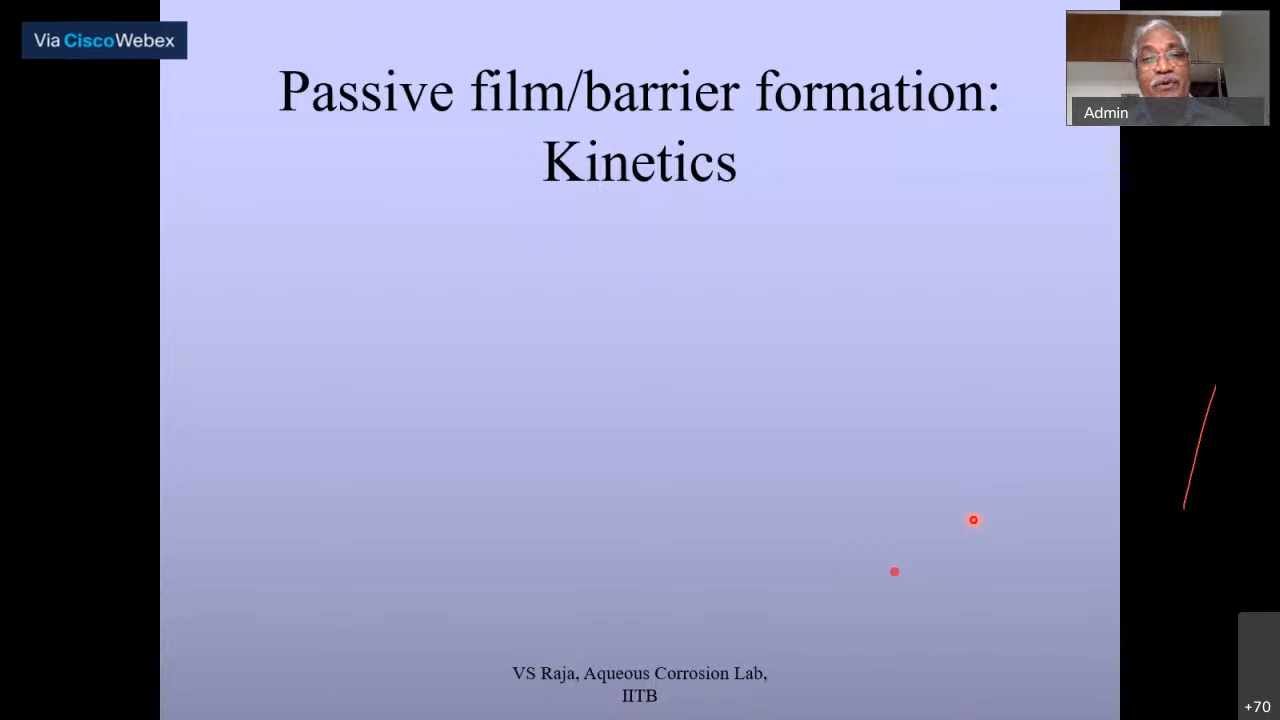 Via CiscoWebex
Passive film/barrier formation:
Kinetics
Admin
VS Raja, Aqueous Corrosion Lab,
IITB
+70